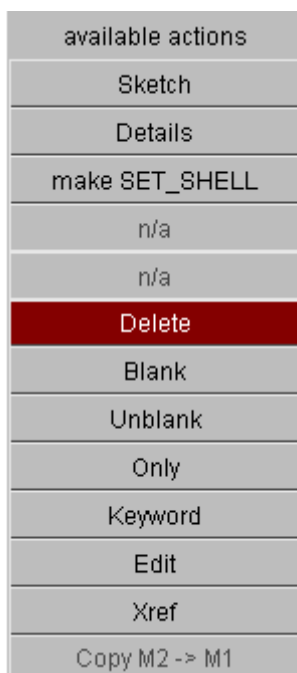 available actions
Sketch
Details
make SET_SHELL
n/a
n/a
Delete
Blank
Unblank
Only
Keyword
Edit
Xref
Copy M2 -> M1